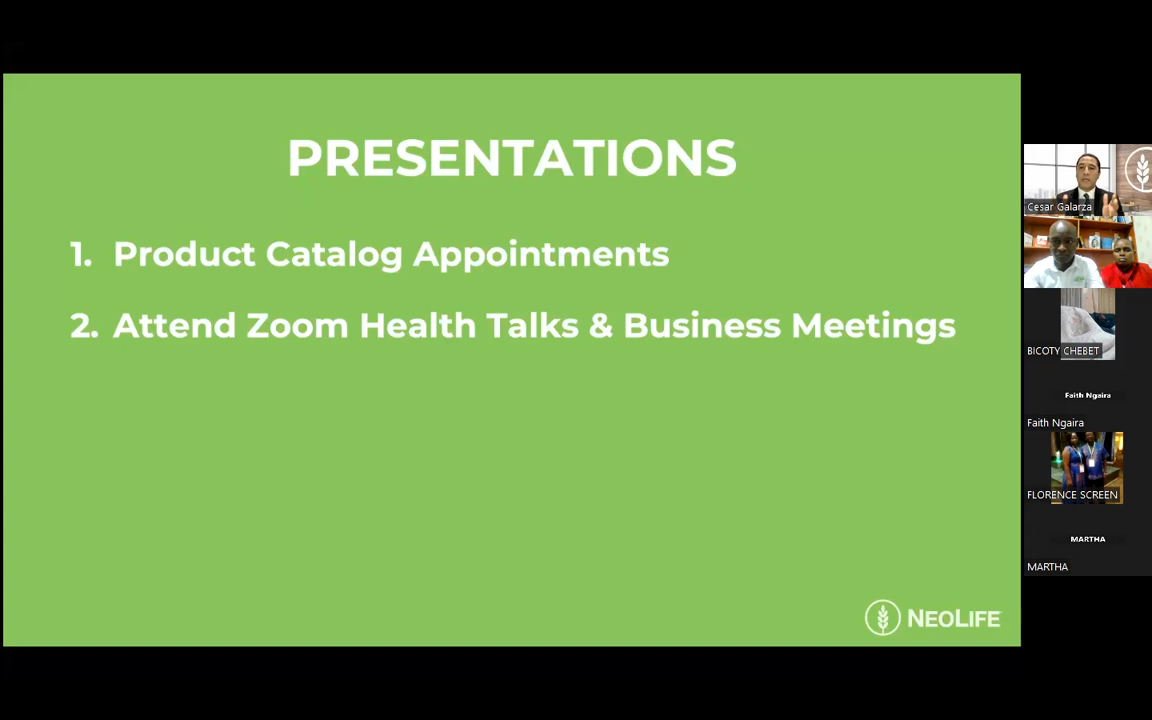 PRESENTATIONS
1. Product Catalog Appointments
2. Attend Zoom Health Talks & Business Meetings
NEOLIFE
Cesar Galarza
BICOTY CHEBET
Faith Ngaira
Faith Ngaira
FLORENCE SCREEN
MARTHA
MARTHA